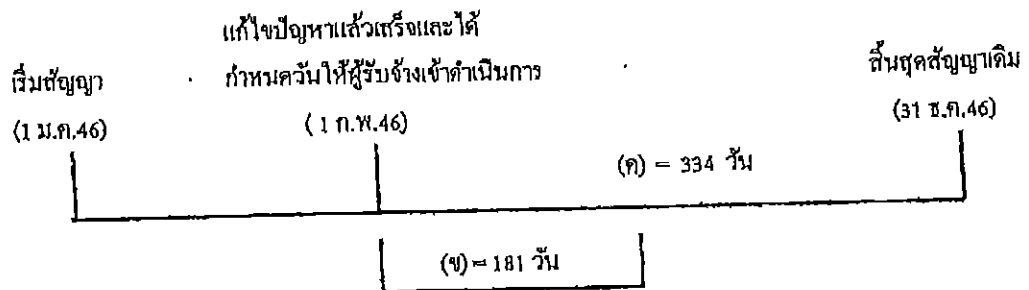 แก้ไขปัญหาแล้วเสร็จและได้
กำหนดวันให้ผู้รับจ้างเข้าดำเนินการ
(1 ก.พ.46)
เริ่มสัญญา
(1 ม.ค.46)
สิ้นสุดสัญญาเดิม
(31 ธ.ค.46)
(ค) = 334 วัน
(ข) = 181 วัน